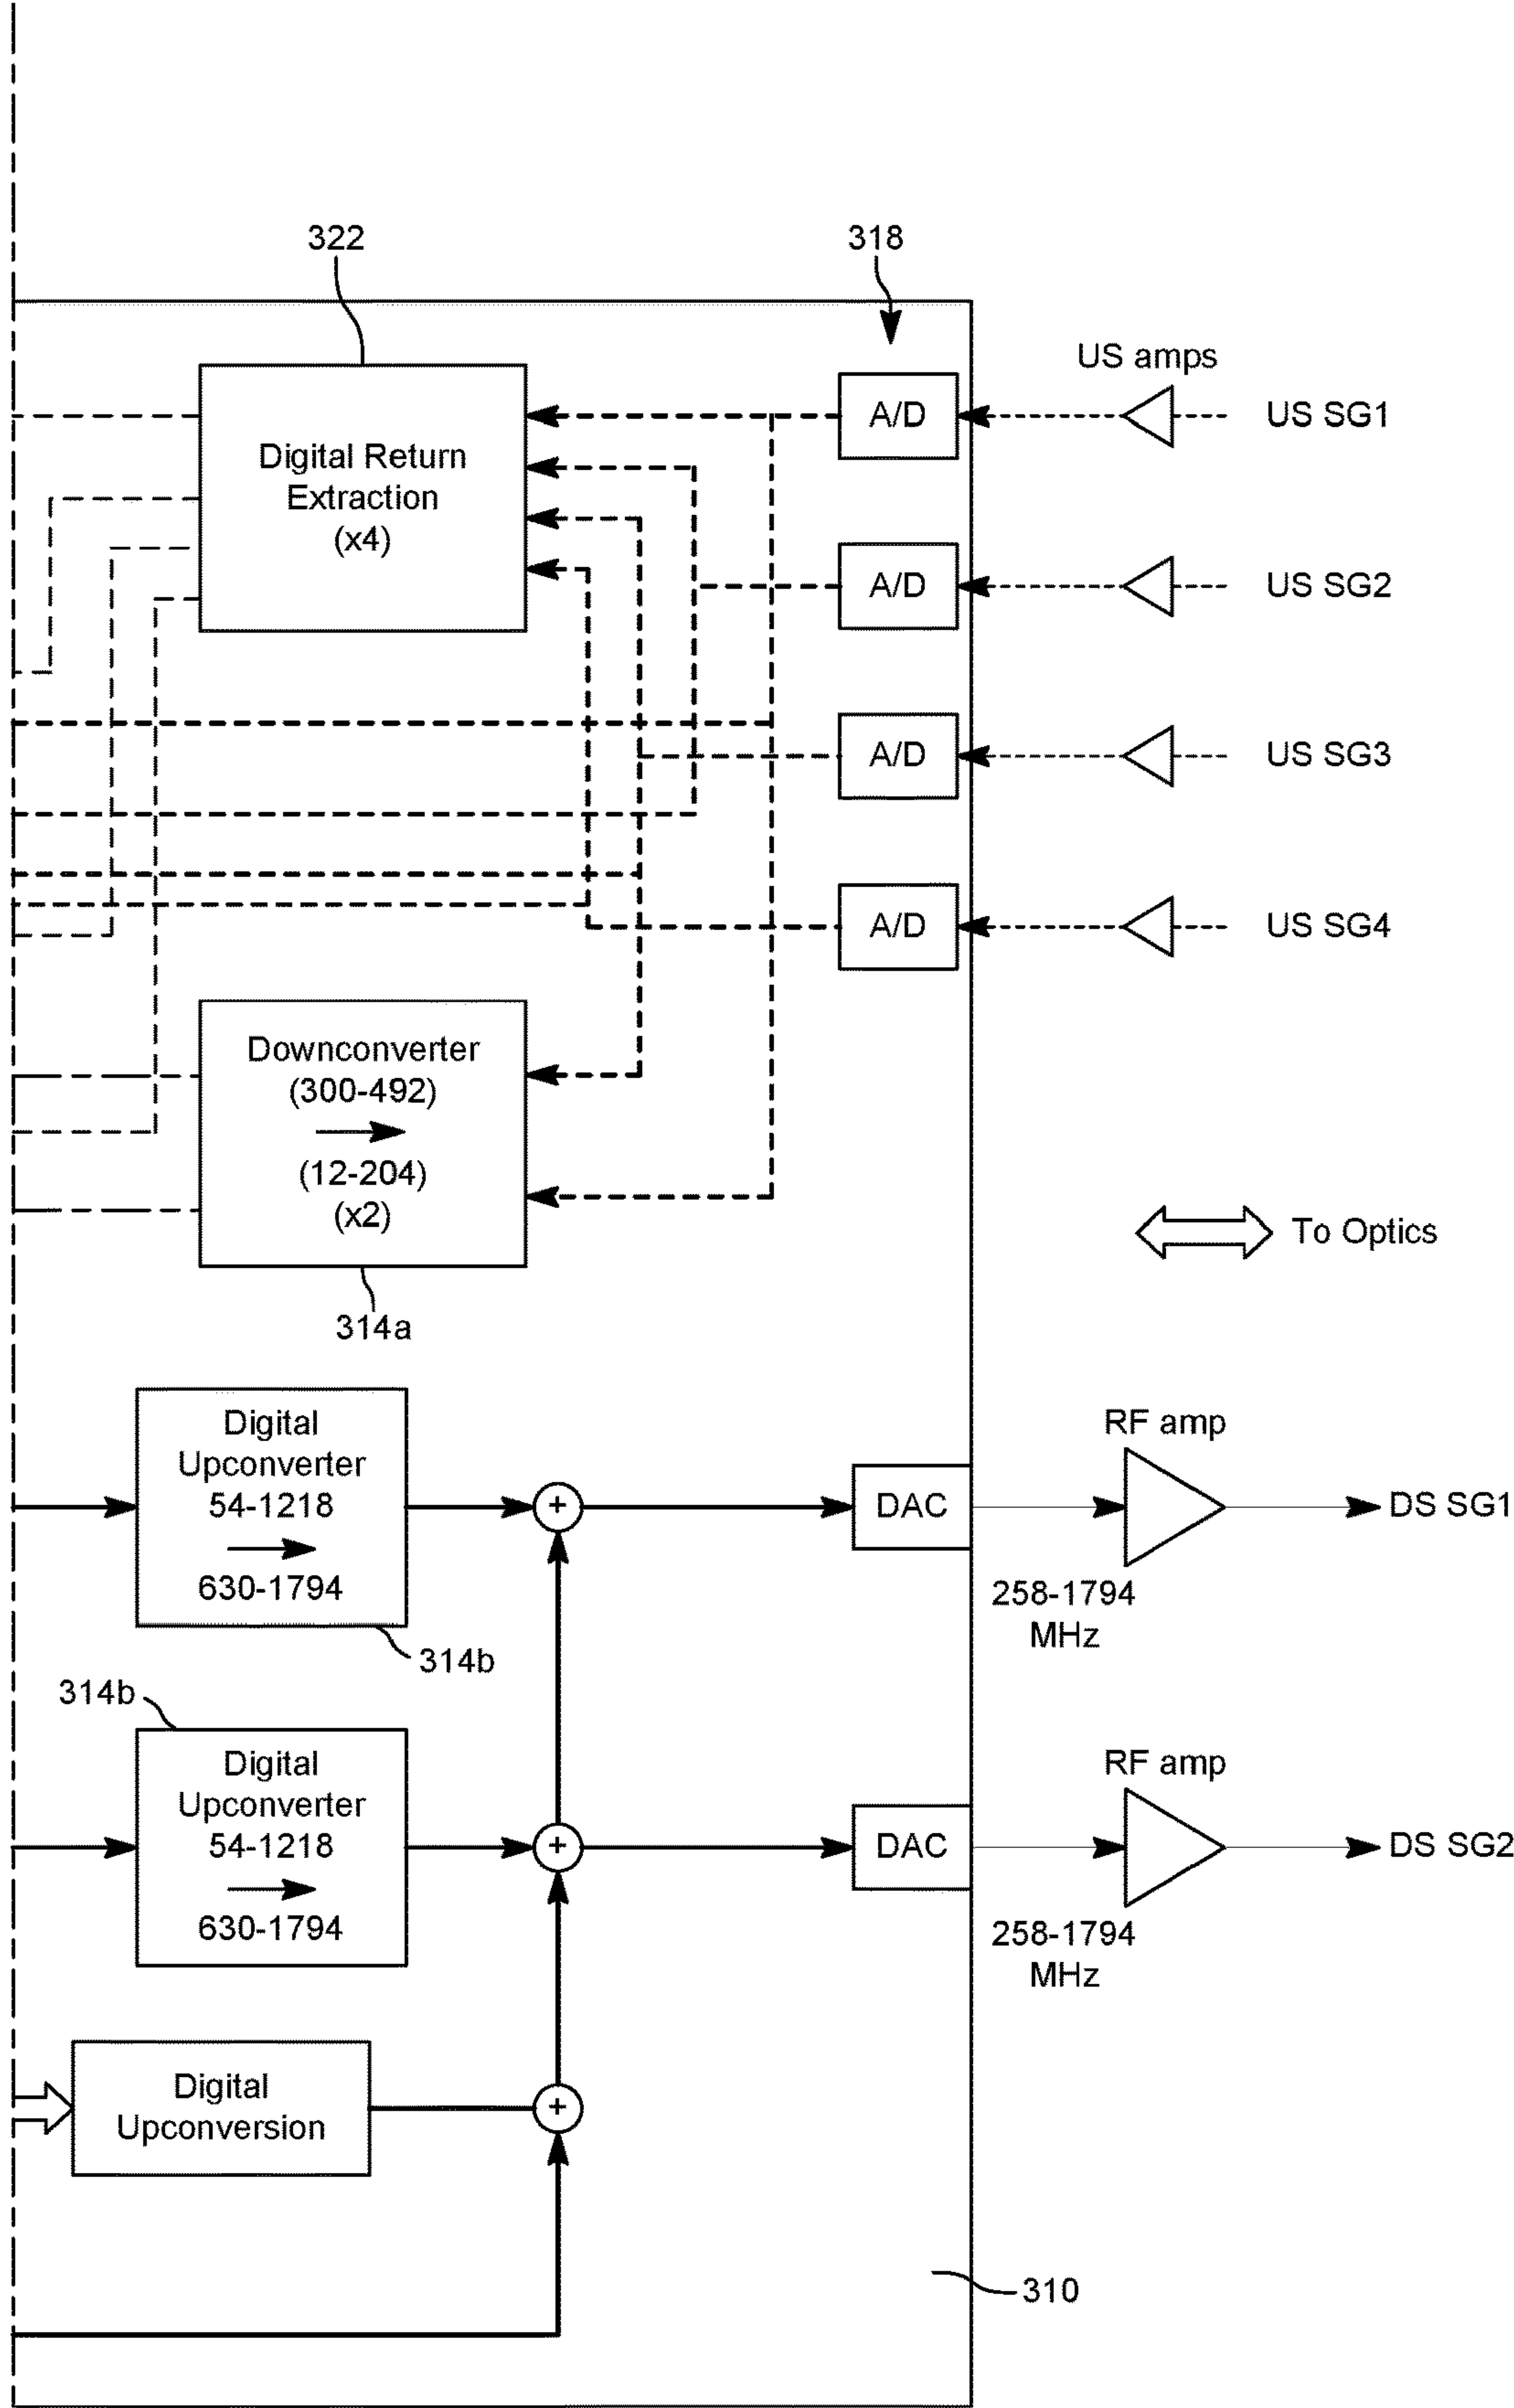 322
318
US amps
A/D
US SG1
Digital Return
Extraction
(x4)
A/D
US SG2
A/D
US SG3
A/D
US SG4
Downconverter
(300-492)
(12-204)
(x2)
To Optics
314a
Digital
Upconverter
54-1218
630-1794
+
DAC
RF amp
DS SG1
258-1794
MHz
314b
314b
Digital
Upconverter
54-1218
630-1794
+
DAC
RF amp
DS SG2
258-1794
MHz
Digital
Upconversion
+
310